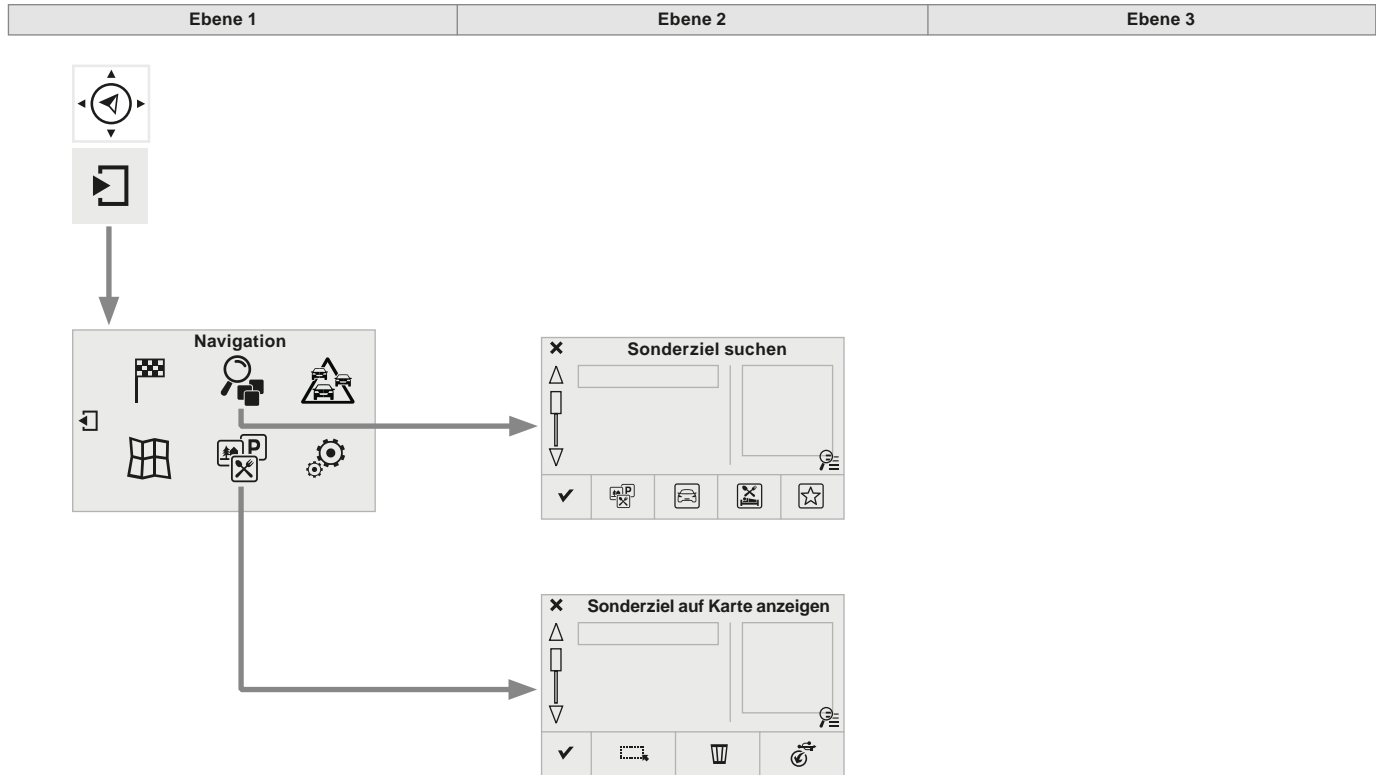 Ebene 1 Ebene 2 Ebene 3
Navigation
Sonderziel suchen
P
P
Sonderziel auf Karte anzeigen